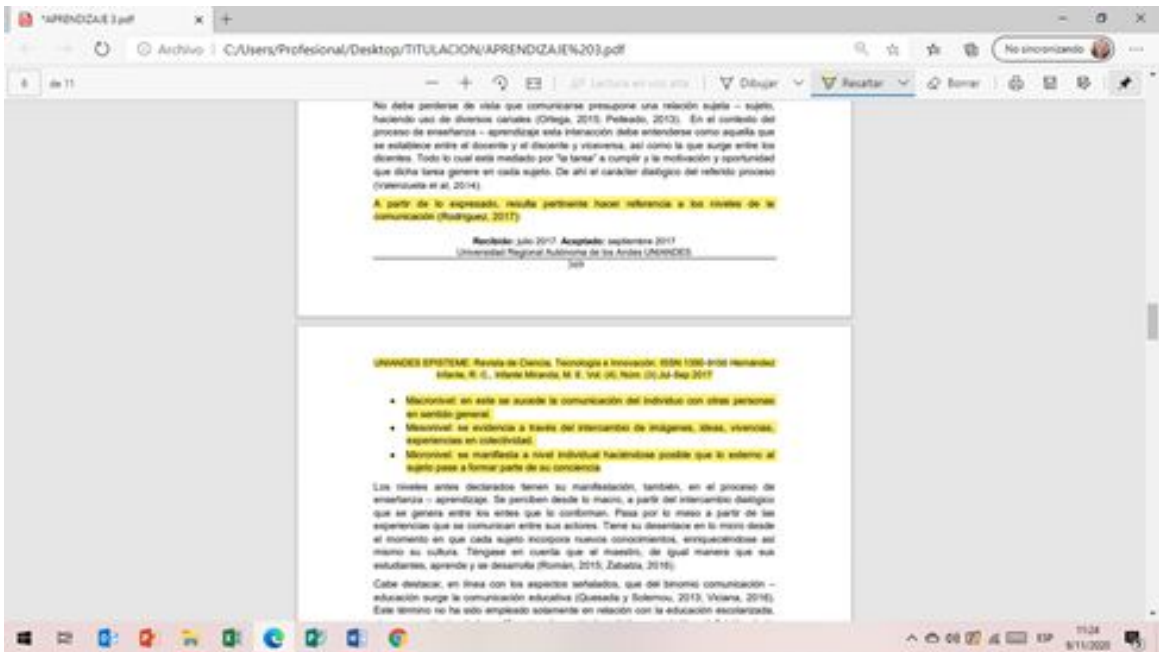 *APRENDIZAJE 3.pdf
Archivo | C:/Users/Profesional/Desktop/TITULACION/APRENDIZAJE%203.pdf
No sincronizando
8 de 11
Lectura en voz alta
Dibujar
Resaltar
Borrar
No debe perderse de vista que comunicarse presupone una relación sujeto – sujeto,
haciendo uso de diversos canales (Ortega, 2015; 2013). En el contexto del
proceso de enseñanza – aprendizaje esta interacción debe entenderse como aquella que
se establece entre el docente y el discente y viceversa, así como la que surge entre los
dicentes. Todo lo cual está mediado por "la tarea" a cumplir y la motivación y oportunidad
que dicha tarea genere en cada sujeto. De ahí el carácter dialógico del referido proceso
(Valenzuela et al, 2014).
A partir de lo expresado, resulta pertinente hacer referencia a los niveles de la
comunicación (Rodríguez, 2017):
Recibido: julio 2017. Aceptado: septiembre 2017
Universidad Regional Autónoma de los Andes UNIANDES
369
UNIANDES EPISTEME: Revista de Ciencia, Tecnología e Innovación. ISSN 1390-9150 Hernández
Infante, R. C., Infante Miranda, M. E. Vol. (4), Núm. (3) Jul-Sep 2017
• Macronivel: en este se sucede la comunicación del individuo con otras personas
en sentido general.
• Mesonivel: se evidencia a través del intercambio de imágenes, ideas, vivencias,
experiencias en colectividad.
• Micronivel: se manifiesta a nivel individual haciéndose posible que lo externo al
sujeto pase a formar parte de su conciencia.
Los niveles antes declarados tienen su manifestación, también, en el proceso de
enseñanza – aprendizaje. Se perciben desde lo macro, a partir del intercambio dialógico
que se genera entre los entes que lo conforman. Pasa por lo meso a partir de las
experiencias que se comunican entre sus actores. Tiene su desenlace en lo micro desde
el momento en que cada sujeto incorpora nuevos conocimientos, enriqueciéndose así
mismo su cultura. Téngase en cuenta que el maestro, de igual manera que sus
estudiantes, aprende y se desarrolla (Román, 2015; Zabalza, 2016).
Cabe destacar, en línea con los aspectos señalados, que del binomio comunicación –
educación surge la comunicación educativa (Quesada y Solernou, 2013; Viciana, 2016).
Este término no ha sido empleado solamente en relación con la educación escolarizada,
ESP
11:24
9/11/2020